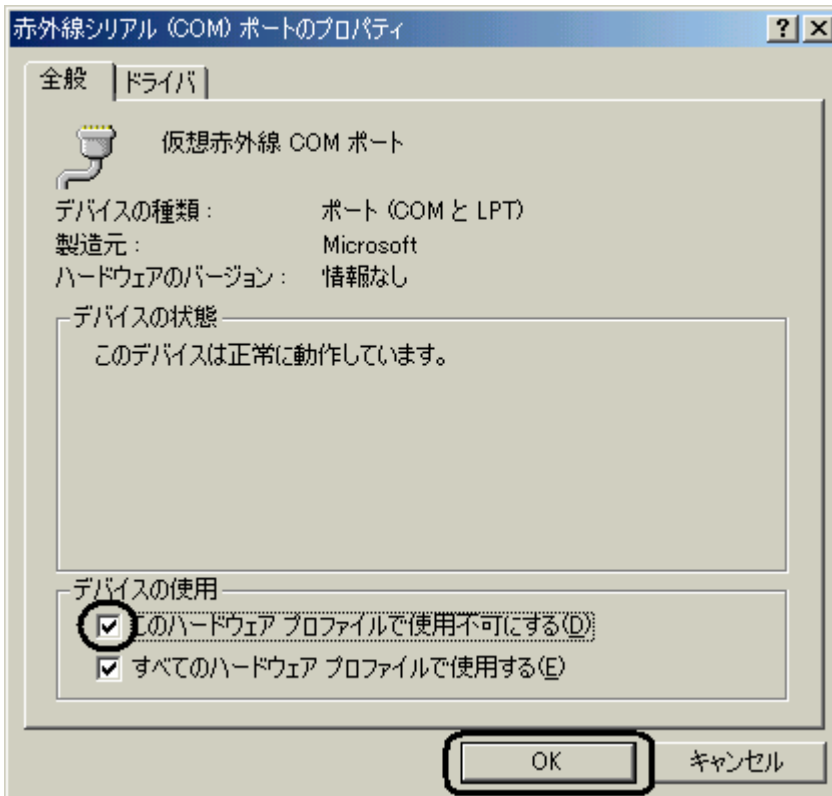 赤外線シリアル (COM) ポートのプロパティ
全般 ドライバ
仮想赤外線 COM ポート
デバイスの種類 : ポート (COM と LPT)
製造元 : Microsoft
ハードウェアのバージョン : 情報なし
デバイスの状態
このデバイスは正常に動作しています。
デバイスの使用
このハードウェア プロファイルで使用不可にする(D)
すべてのハードウェア プロファイルで使用する(E)
OK キャンセル